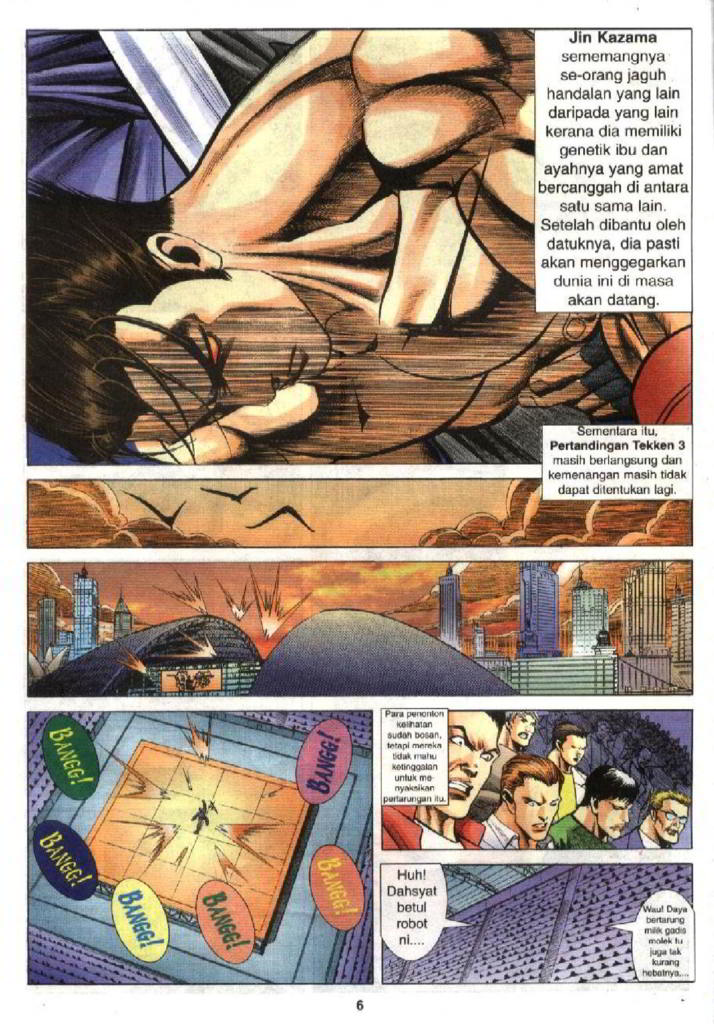 Jin Kazama
sememangnya
se-orang jaguh
handalan yang lain
daripada yang lain
kerana dia memiliki
genetik ibu dan
ayahnya yang amat
bercanggah di antara
satu sama lain.
Setelah dibantu oleh
datuknya, dia pasti
akan menggegarkan
dunia ini di masa
akan datang.
Sementara itu,
Pertandingan Tekken 3
masih berlangsung dan
kemenangan masih tidak
dapat ditentukan lagi.
BANGG!
BANGG!
BANGG!
BANGG!
BANGG!
BANGG!
Para penonton
kelihatan
sudah bosan,
tetapi mereka
tidak mahu
ketinggalan
untuk me-
nyaksikan
pertarungan itu.
Huh!
Dahsyat
betul
robot
ni....
Wau! Daya
bertarung
milik gadis
molek tu
juga tak
kurang
hebatnya....
6